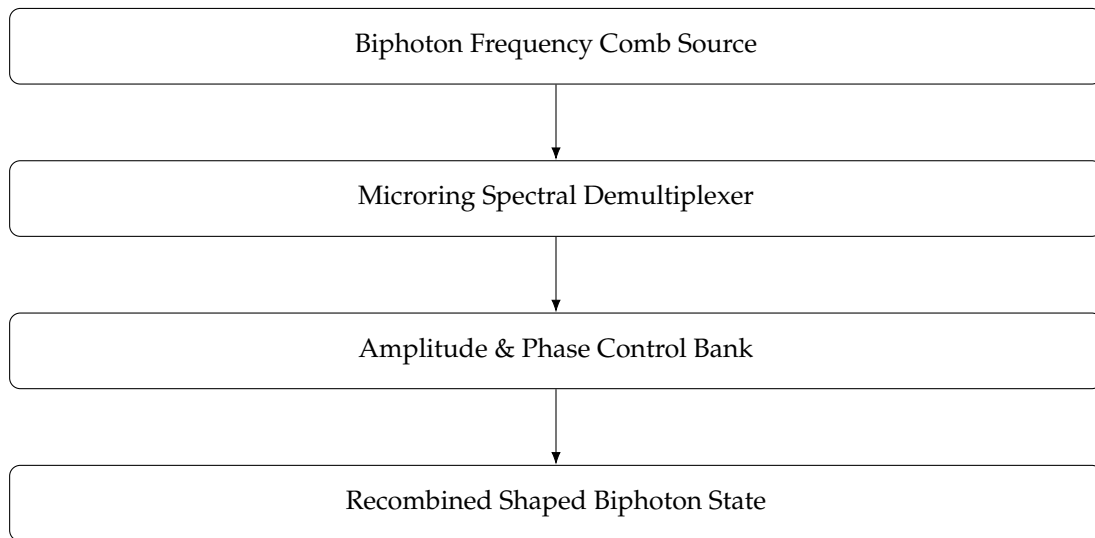 Biphoton Frequency Comb Source
Microring Spectral Demultiplexer
Amplitude & Phase Control Bank
Recombined Shaped Biphoton State